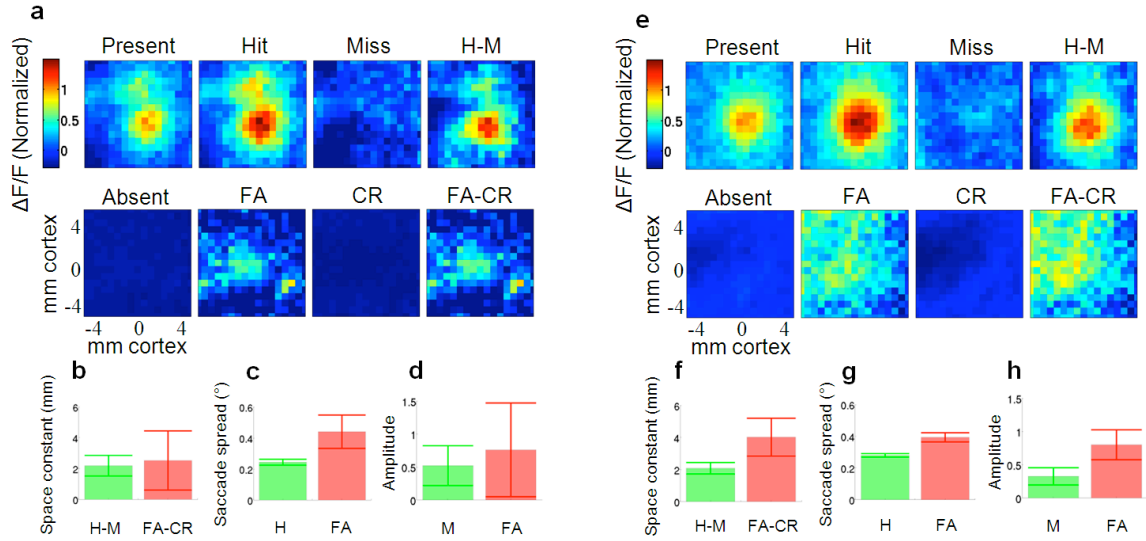 a
Present Hit Miss H-M
ΔF/F (Normalized)
1
0.5
0
Absent FA CR FA-CR
mm cortex
4
0
-4
-4 0 4
mm cortex
b
Space constant (mm)
6
4
2
0
H-M FA-CR
c
Saccade spread (°)
0.6
0.4
0.2
0
H FA
d
Amplitude
1.5
1
0.5
0
M FA
e
Present Hit Miss H-M
ΔF/F (Normalized)
1
0.5
0
Absent FA CR FA-CR
mm cortex
4
0
-4
-4 0 4
mm cortex
f
Space constant (mm)
6
4
2
0
H-M FA-CR
g
Saccade spread (°)
0.6
0.4
0.2
0
H FA
h
Amplitude
1.5
1
0.5
0
M FA